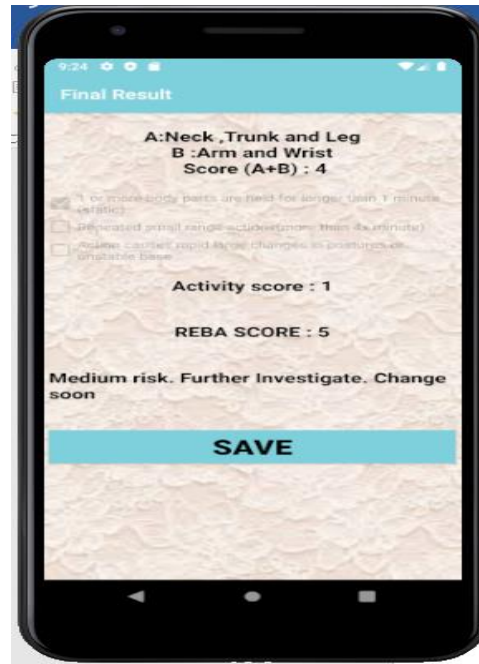 9:24
Final Result
A:Neck ,Trunk and Leg
B :Arm and Wrist
Score (A+B) : 4
1 or more body parts are held for longer than 1 minute
(static)
Repeated small range action(more than 4x minute)
Action causes rapid large changes in postures or
unstable base
Activity score : 1
REBA SCORE : 5
Medium risk. Further Investigate. Change
soon
SAVE